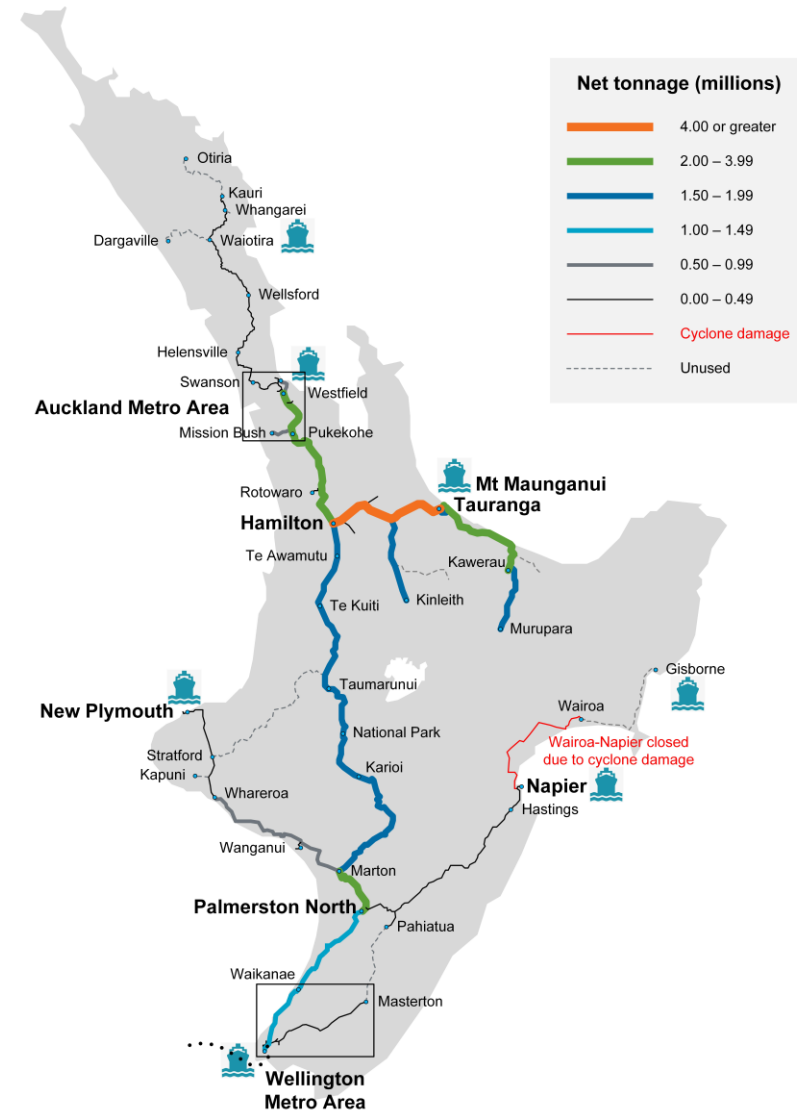 Net tonnage (millions)
4.00 or greater
2.00 – 3.99
1.50 – 1.99
1.00 – 1.49
0.50 – 0.99
0.00 – 0.49
Cyclone damage
Unused
Otiria
Kauri
Whangarei
Dargaville
Waiotira
Wellsford
Helensville
Swanson
Westfield
Auckland Metro Area
Mission Bush
Pukekohe
Rotowaro
Mt Maunganui
Tauranga
Hamilton
Te Awamutu
Kawerau
Kinleith
Te Kuiti
Murupara
Gisborne
Taumarunui
New Plymouth
Wairoa
National Park
Wairoa-Napier closed
due to cyclone damage
Stratford
Kapuni
Karioi
Napier
Whareroa
Hastings
Wanganui
Marton
Palmerston North
Pahiatua
Waikanae
Masterton
Wellington
Metro Area